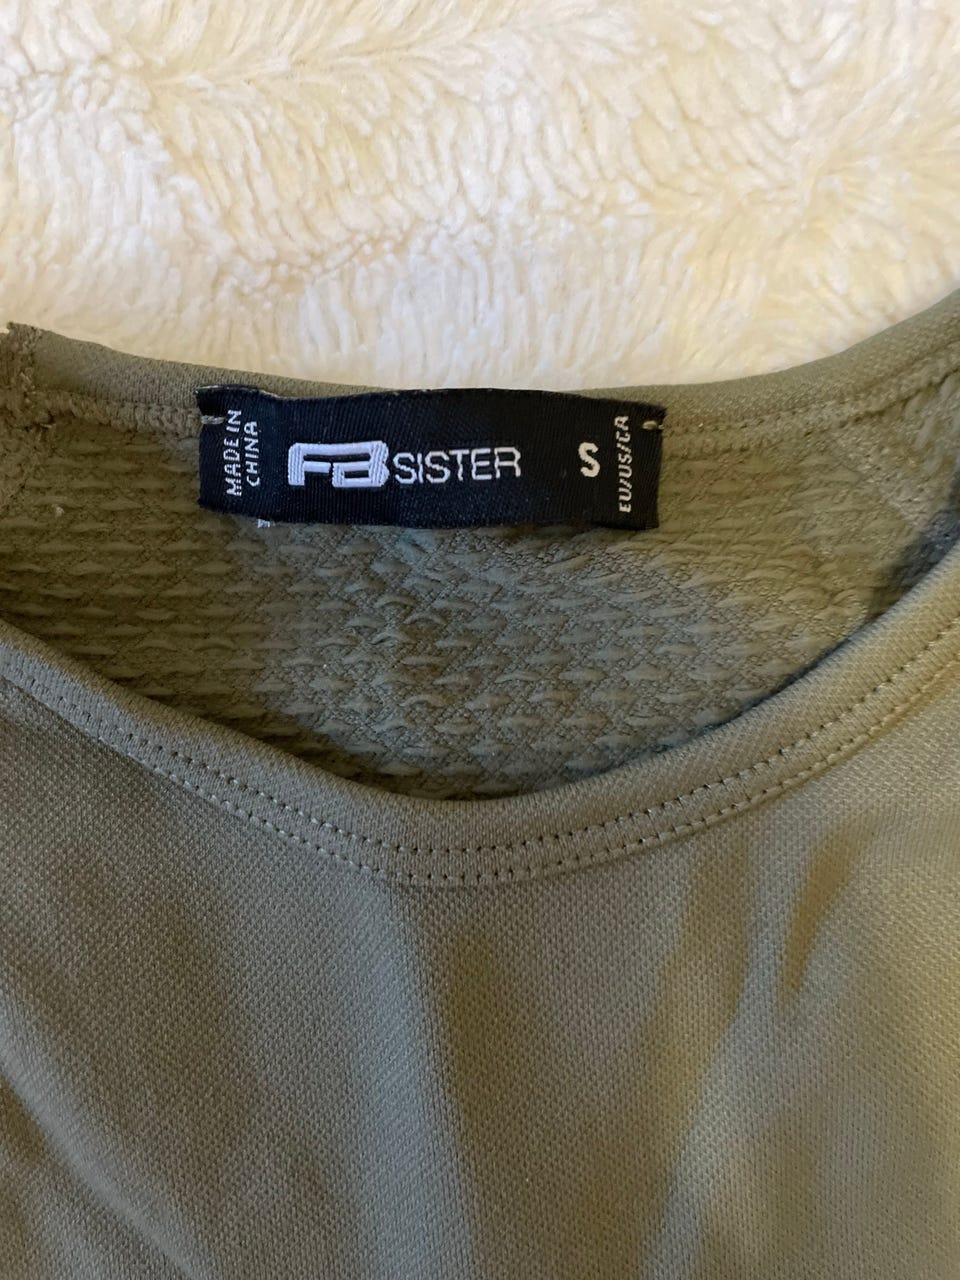 MADE IN
CHINA
FB SISTER
S
EU/US/CA